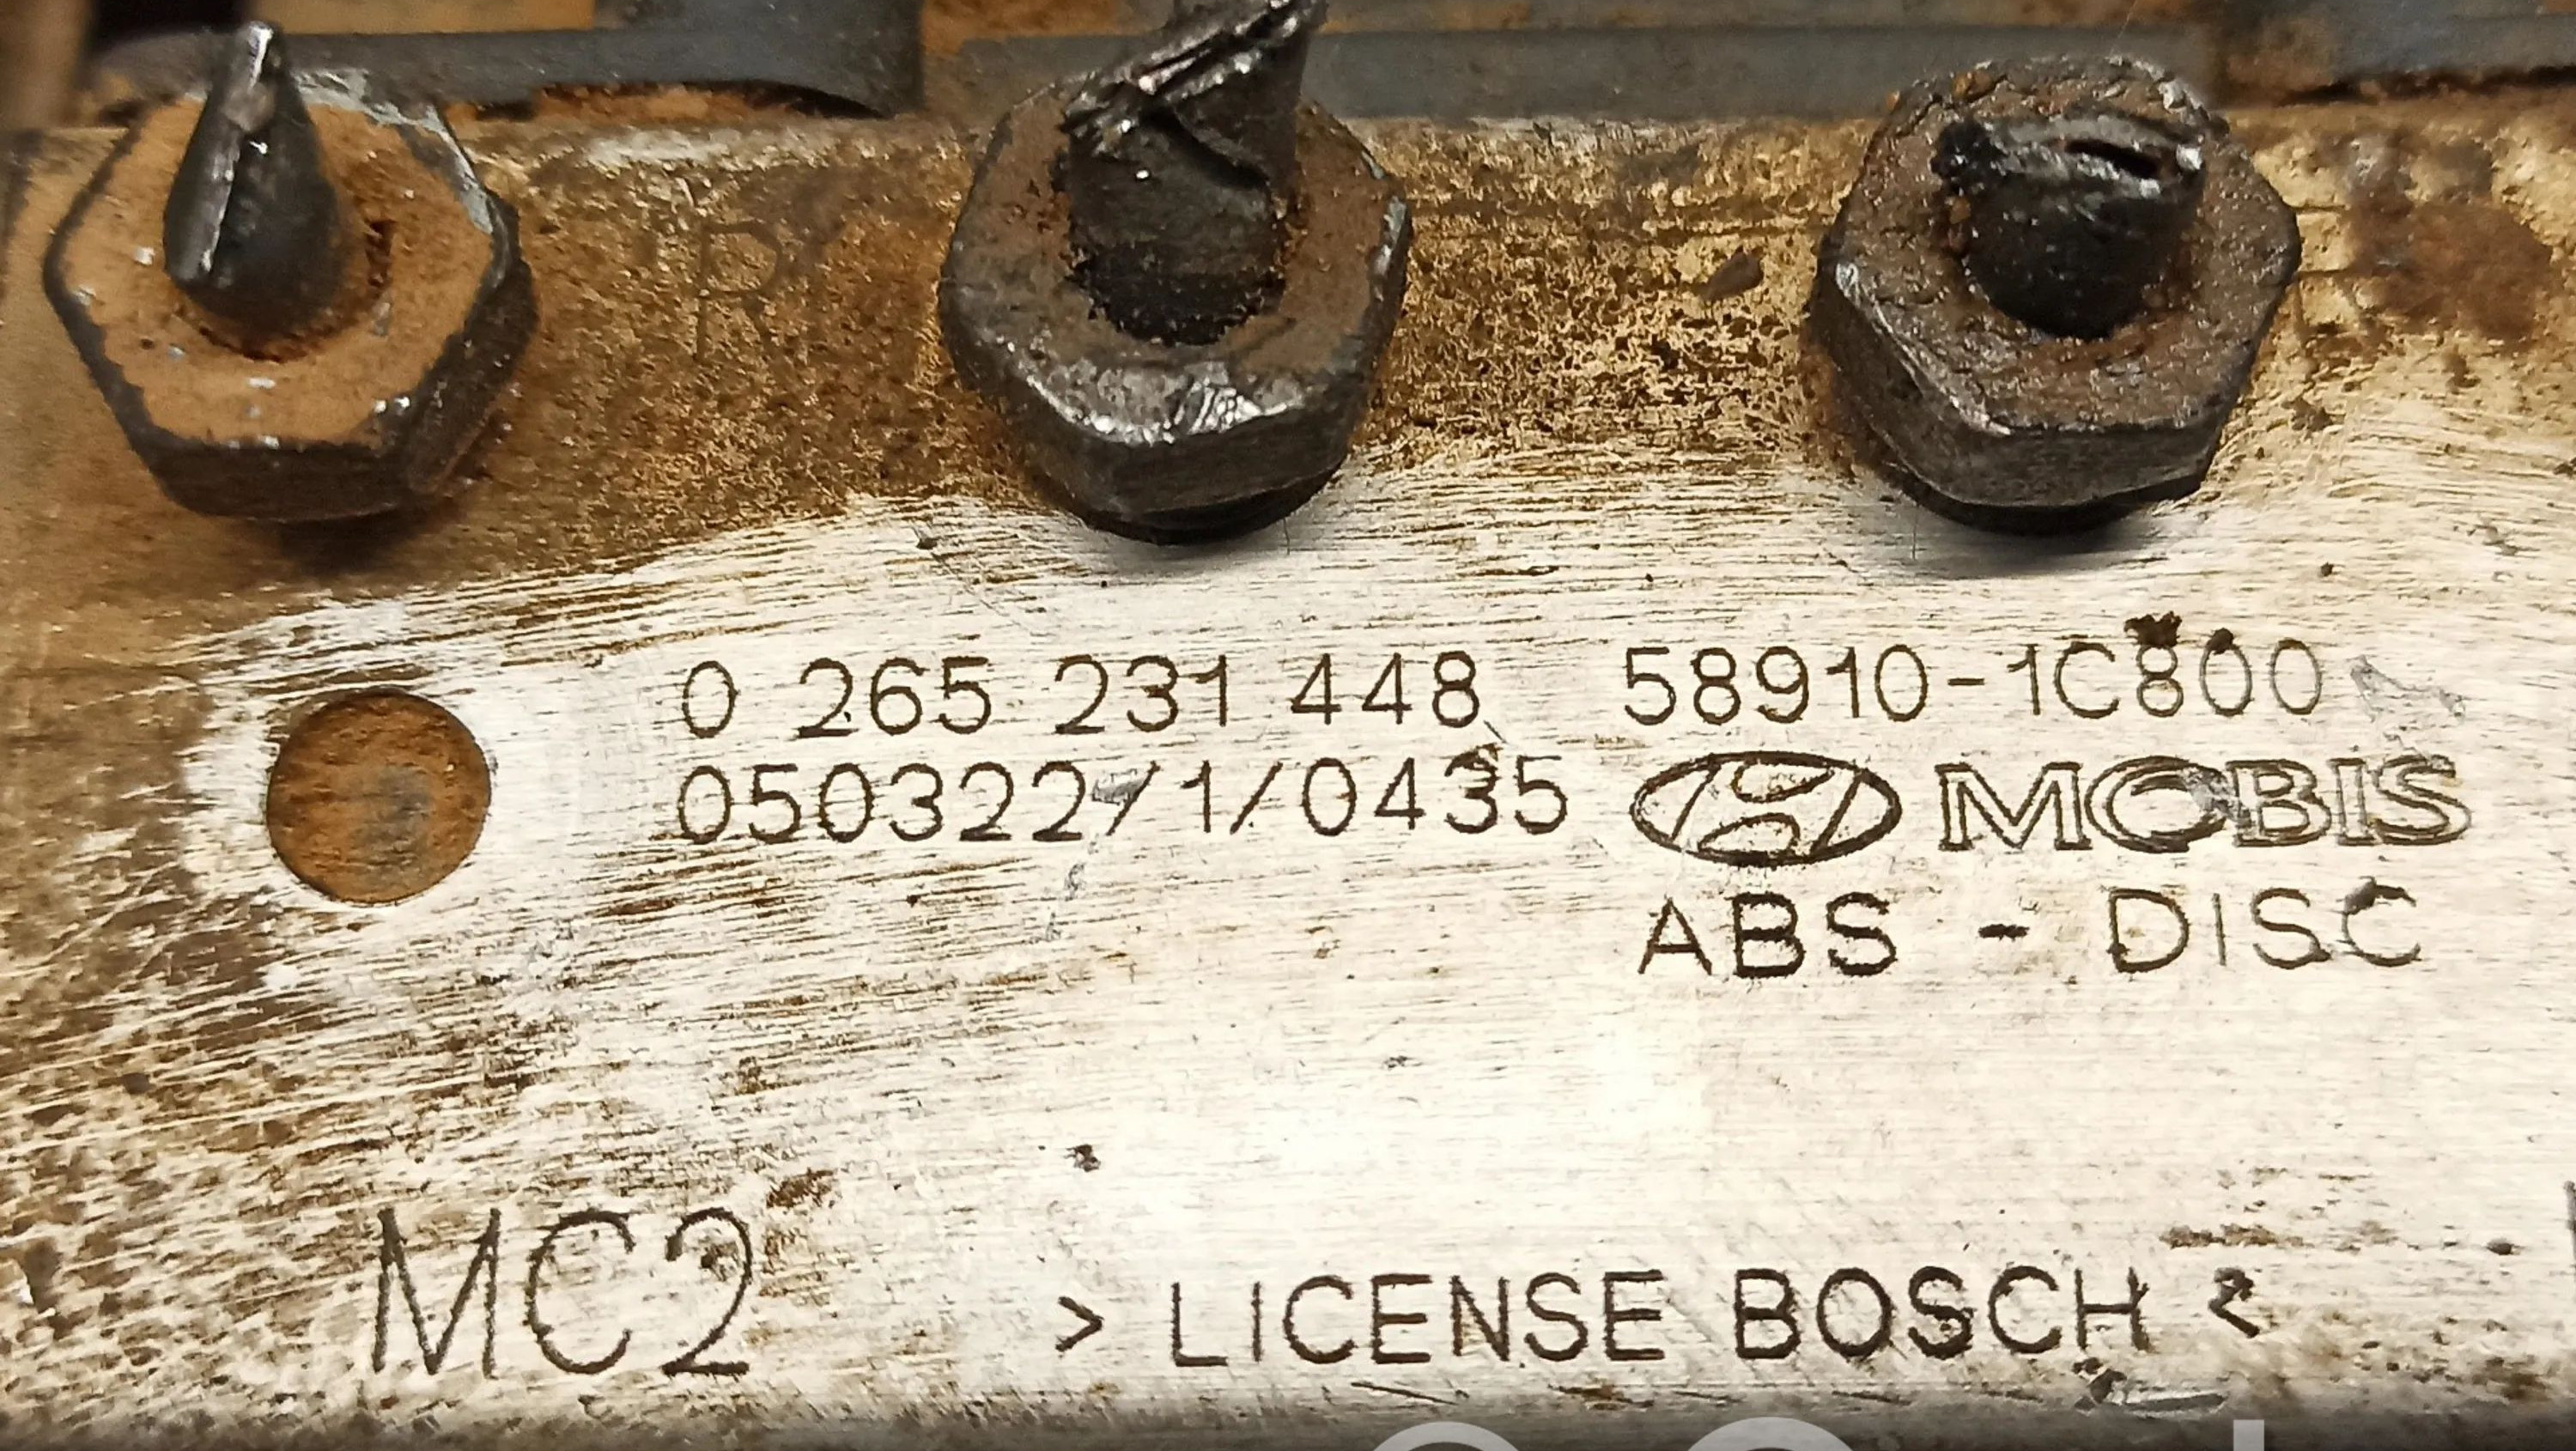 R
0 265 231 448 58910-1C800
050322/1/0435 MOBIS
ABS - DISC
MC2
> LICENSE BOSCH <